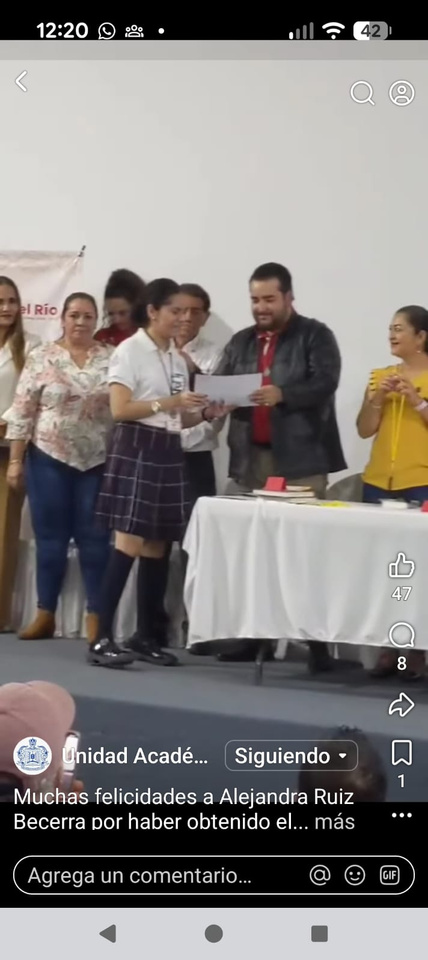 12:20
42
el Río
47
8
Unidad Acadé...
Siguiendo
1
Muchas felicidades a Alejandra Ruiz
Becerra por haber obtenido el... más
Agrega un comentario...
GIF